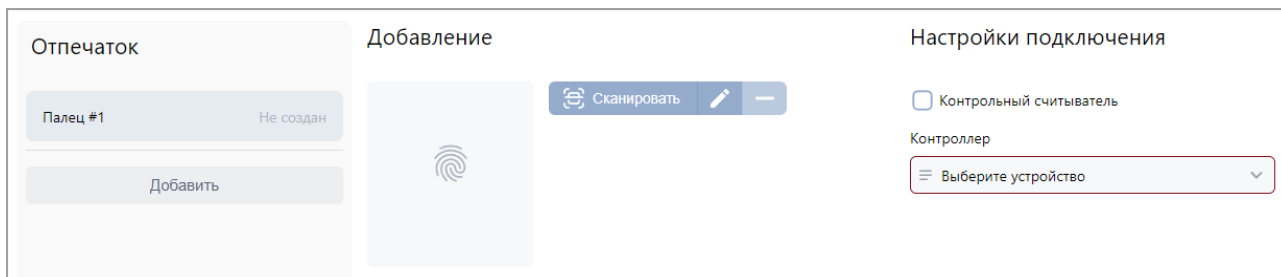 Отпечаток
Палец #1 Не создан
Добавить
Добавление
Сканировать
Настройки подключения
Контрольный считыватель
Контроллер
Выберите устройство